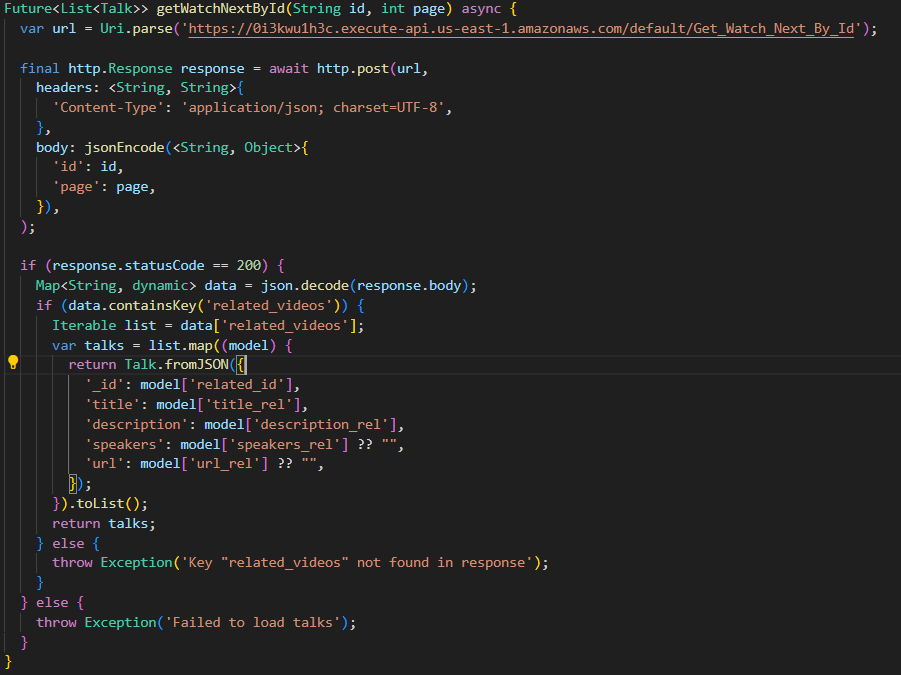 Future<List<Talk>> getWatchNextById(String id, int page) async {
  var url = Uri.parse('https://0i3kwu1h3c.execute-api.us-east-1.amazonaws.com/default/Get_Watch_Next_By_Id');

  final http.Response response = await http.post(url,
    headers: <String, String>{
      'Content-Type': 'application/json; charset=UTF-8',
    },
    body: jsonEncode(<String, Object>{
      'id': id,
      'page': page,
    }),
  );

  if (response.statusCode == 200) {
    Map<String, dynamic> data = json.decode(response.body);
    if (data.containsKey('related_videos')) {
      Iterable list = data['related_videos'];
      var talks = list.map((model) {
        return Talk.fromJSON({
          '_id': model['related_id'],
          'title': model['title_rel'],
          'description': model['description_rel'],
          'speakers': model['speakers_rel'] ?? "",
          'url': model['url_rel'] ?? "",
        });
      }).toList();
      return talks;
    } else {
      throw Exception('Key "related_videos" not found in response');
    }
  } else {
    throw Exception('Failed to load talks');
  }
}